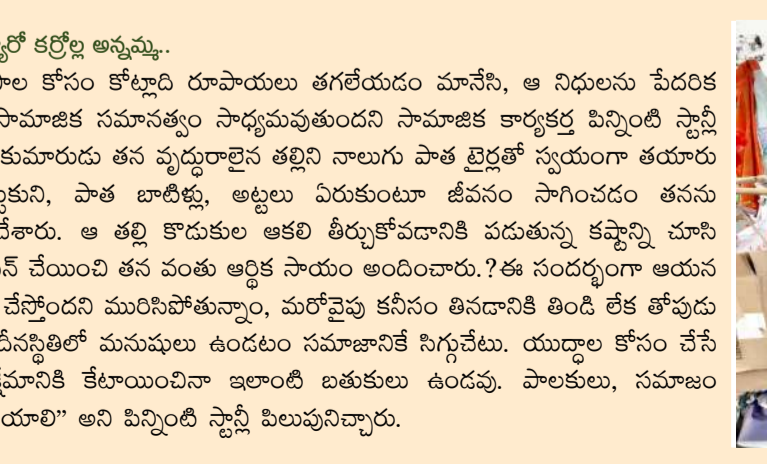 ్యరో కర్రోల్ల అన్నమ్మ..
పాల కోసం కోట్లాది రూపాయలు తగలేయడం మానేసి, ఆ నిధులను పేదరిక
సామాజిక సమానత్వం సాధ్యమవుతుందని సామాజిక కార్యకర్త పిన్నింటి స్టాన్లీ
కుమారుడు తన వృద్ధురాలైన తల్లిని నాలుగు పాత టైర్లతో స్వయంగా తయారు
ట్టుకుని, పాత బాటిళ్లు, అట్టలు ఏరుకుంటూ జీవనం సాగించడం తనను
చేశారు. ఆ తల్లి కొడుకుల ఆకలి తీర్చుకోవడానికి పడుతున్న కష్టాన్ని చూసి
న్ చేయించి తన వంతు ఆర్థిక సాయం అందించారు.?ఈ సందర్భంగా ఆయన
చేస్తోందని మురిసిపోతున్నాం, మరోవైపు కనీసం తినడానికి తిండి లేక తోపుడు
దీనస్థితిలో మనుషులు ఉండటం సమాజానికే సిగ్గుచేటు. యుద్ధాల కోసం చేసే
క్షేమానికి కేటాయించినా ఇలాంటి బతుకులు ఉండవు. పాలకులు, సమాజం
యాలి” అని పిన్నింటి స్టాన్లీ పిలుపునిచ్చారు.